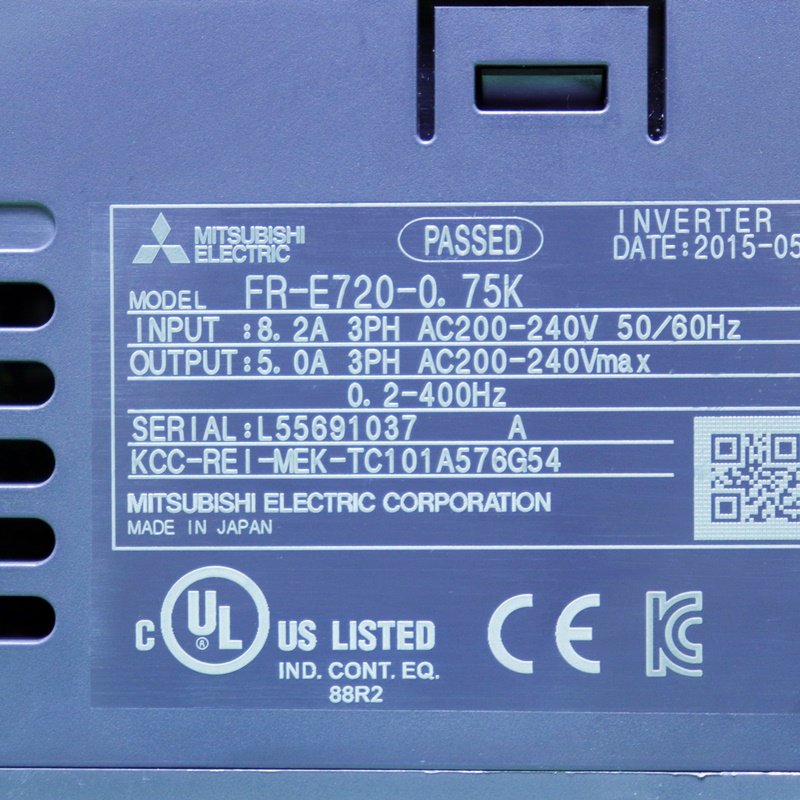 MITSUBISHI
ELECTRIC
PASSED
INVERTER
DATE:2015-05
MODEL FR-E720-0.75K
INPUT :8.2A 3PH AC200-240V 50/60Hz
OUTPUT:5.0A 3PH AC200-240Vmax
0.2-400Hz
SERIAL:L55691037 A
KCC-REI-MEK-TC101A576G54
MITSUBISHI ELECTRIC CORPORATION
MADE IN JAPAN
C UL ® US LISTED
IND. CONT. EQ.
88R2
CE
KC